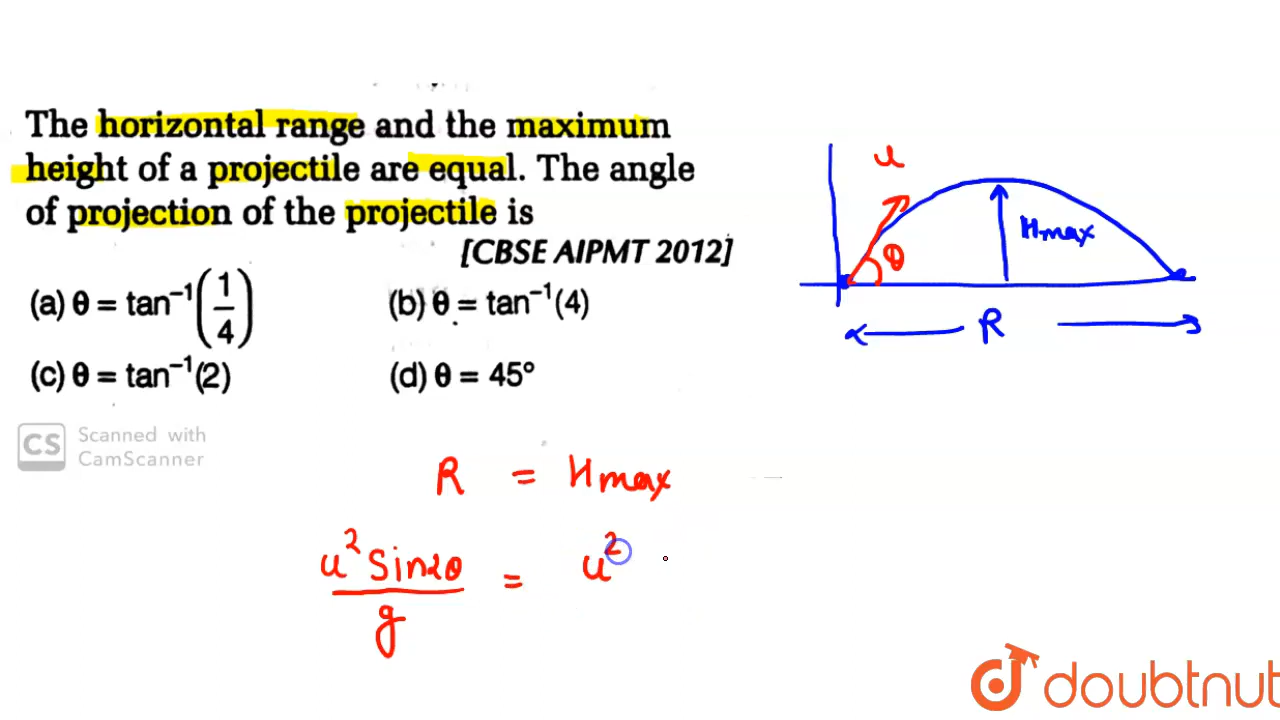 The horizontal range and the maximum
height of a projectile are equal. The angle
of projection of the projectile is
[CBSE AIPMT 2012]
(a) θ = tan⁻¹(1/4) (b) θ = tan⁻¹(4)
(c) θ = tan⁻¹(2) (d) θ = 45°
u
θ
Hmax
R
CS Scanned with
CamScanner
R = Hmax
u² Sin2θ / g = u²
doubtnut